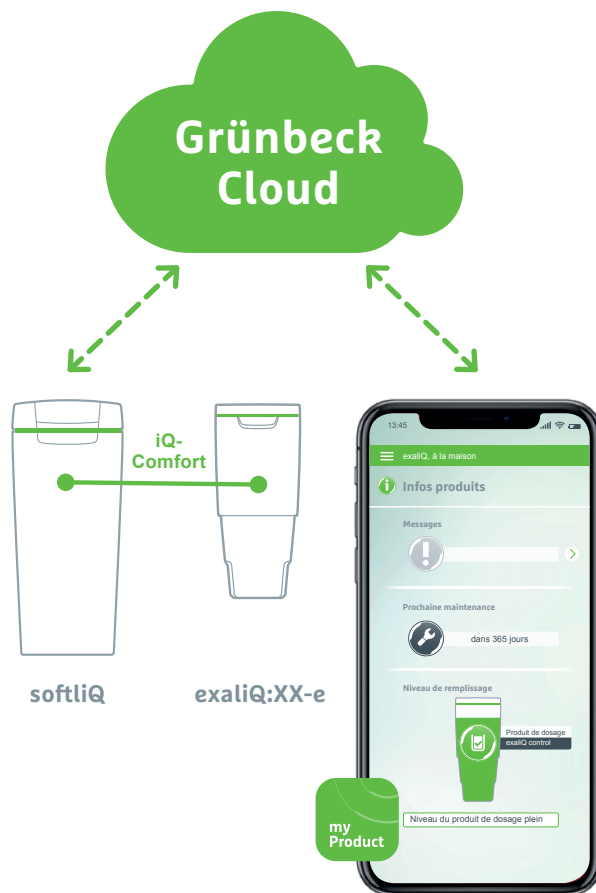 Grünbeck
Cloud
iQ-
Comfort
softliQ
exaliQ:XX-e
13:45
exaliQ, à la maison
i Infos produits
Messages
Prochaine maintenance
dans 365 jours
Niveau de remplissage
Produit de dosage
exaliQ control
Niveau du produit de dosage plein
my
Product